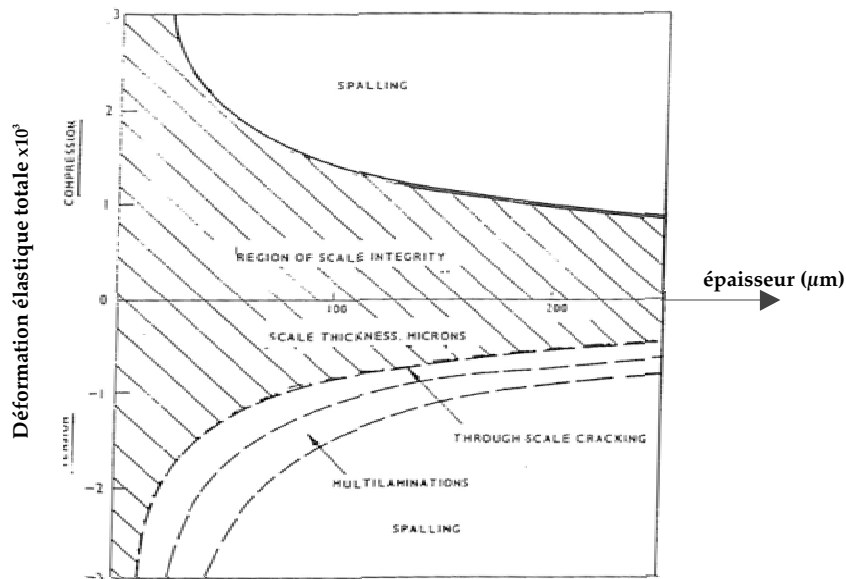 3
SPALLING
2
COMPRESSION
Déformation élastique totale x10³
1
REGION OF SCALE INTEGRITY
épaisseur (µm)
0
100
200
SCALE THICKNESS, MICRONS
-1
THROUGH SCALE CRACKING
MULTILAMINATIONS
-2
SPALLING